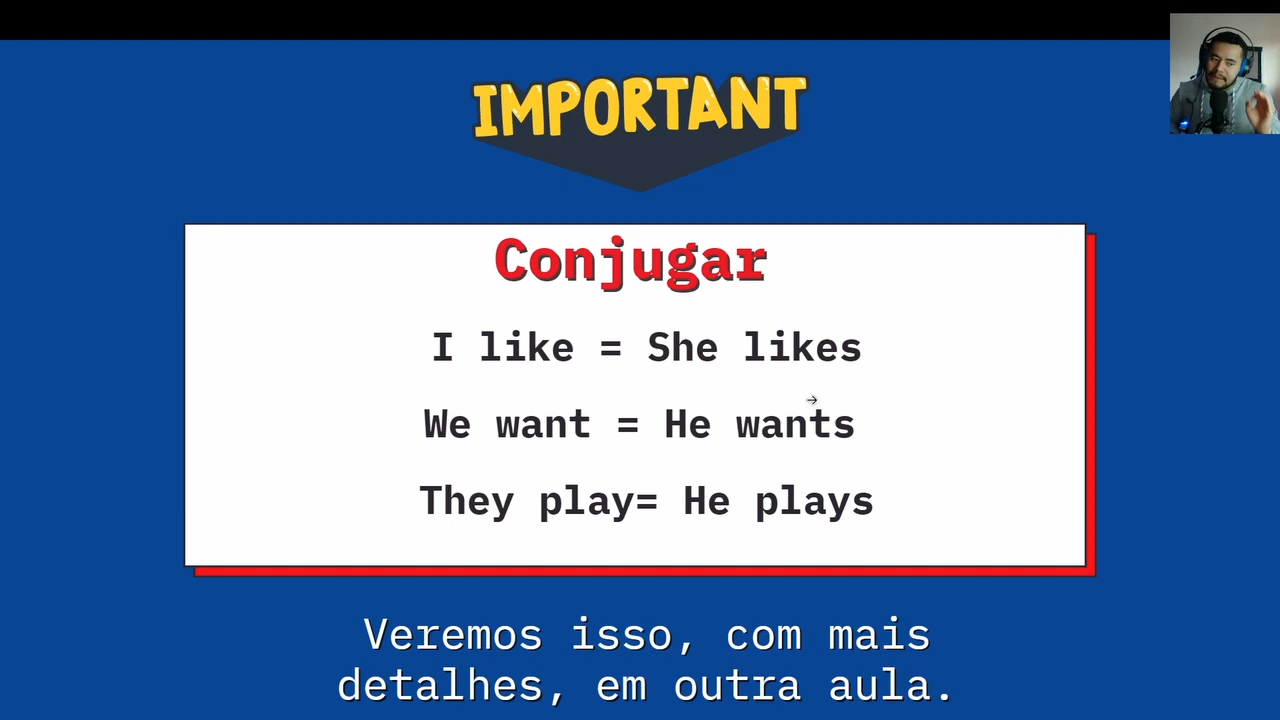 IMPORTANT
Conjugar
I like = She likes
We want = He wants
They play= He plays
Veremos isso, com mais
detalhes, em outra aula.